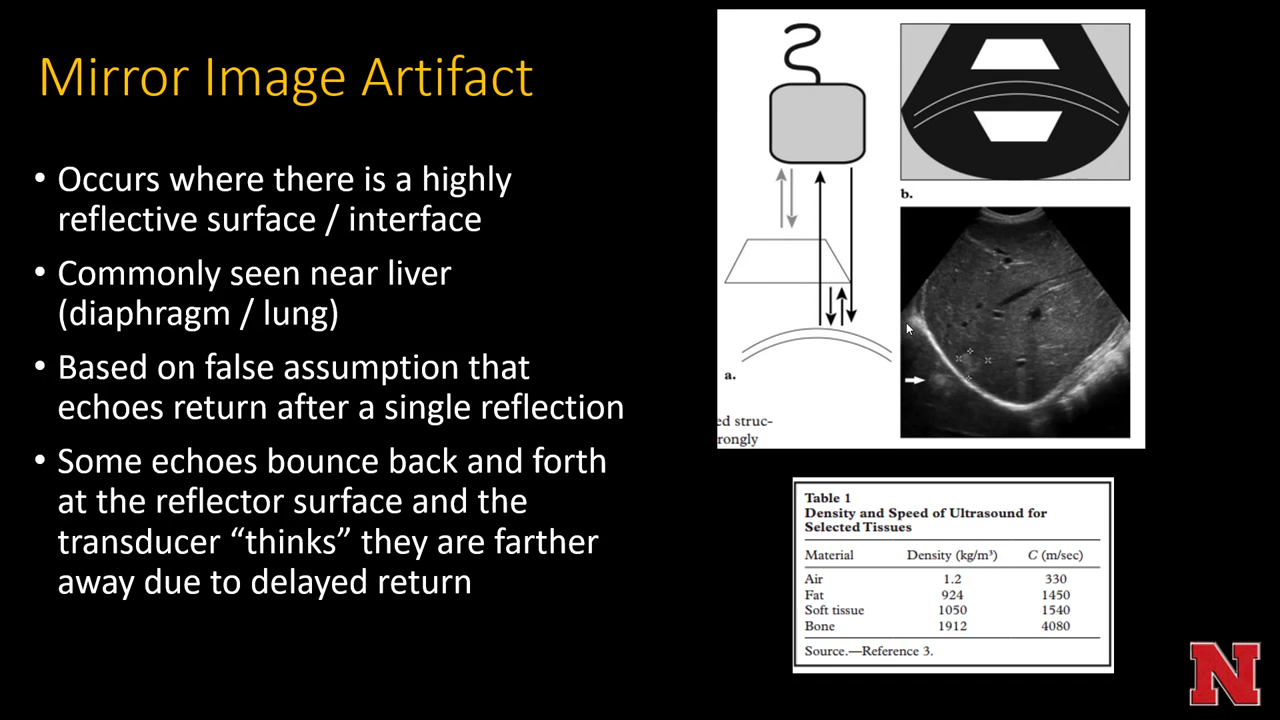 Mirror Image Artifact
• Occurs where there is a highly
reflective surface / interface
• Commonly seen near liver
(diaphragm / lung)
• Based on false assumption that
echoes return after a single reflection
• Some echoes bounce back and forth
at the reflector surface and the
transducer “thinks” they are farther
away due to delayed return
b.
a.
ed struc-
rongly
Table 1
Density and Speed of Ultrasound for
Selected Tissues
Material Density (kg/m³) C (m/sec)
Air 1.2 330
Fat 924 1450
Soft tissue 1050 1540
Bone 1912 4080
Source.—Reference 3.
N